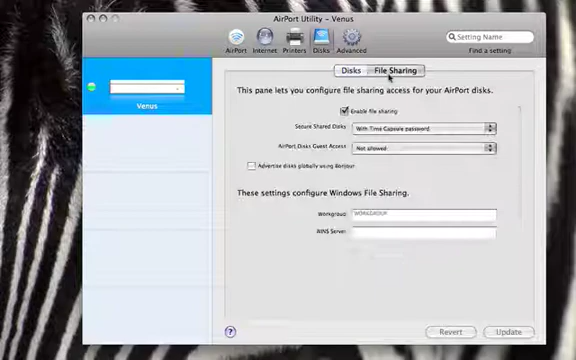 AirPort Utility - Venus
AirPort Internet Printers Disks Advanced
Setting Name
Find a setting
Disks File Sharing
Venus
This pane lets you configure file sharing access for your AirPort disks.
Enable file sharing
Secure Shared Disks: With Time Capsule password
AirPort Disks Guest Access: Not allowed
Advertise disks globally using Bonjour
These settings configure Windows File Sharing.
Workgroup: WORKGROUP
WINS Server:
? Revert Update